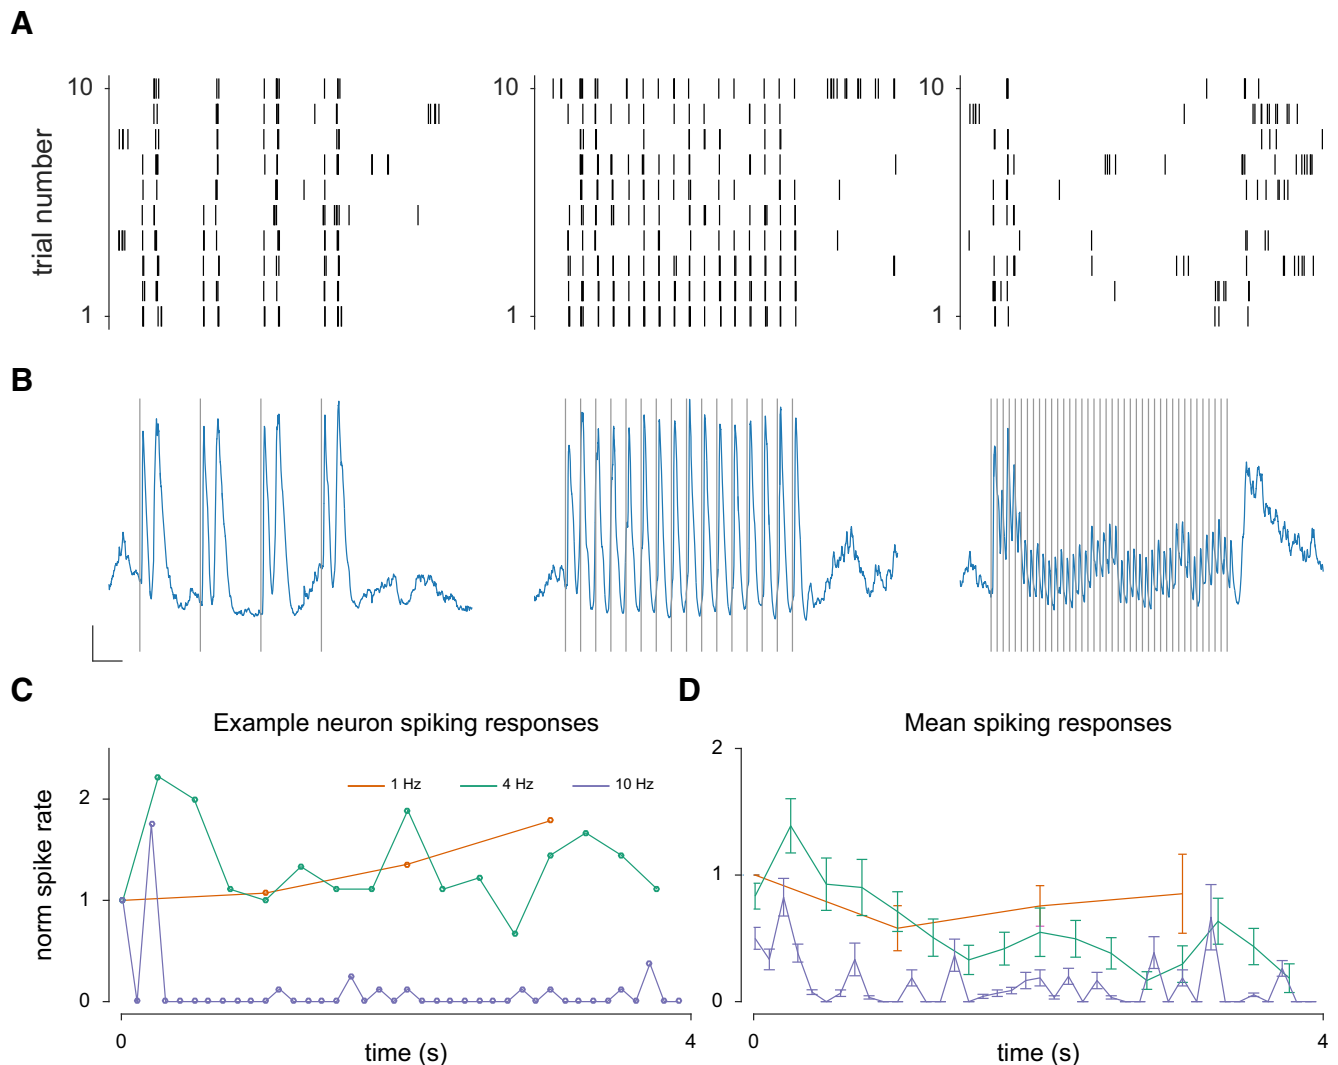 A
10
10
10
trial number
1
1
1
B
C
D
Example neuron spiking responses
Mean spiking responses
1 Hz
4 Hz
10 Hz
norm spike rate
2
1
0
2
1
0
0
4
0
4
time (s)
time (s)